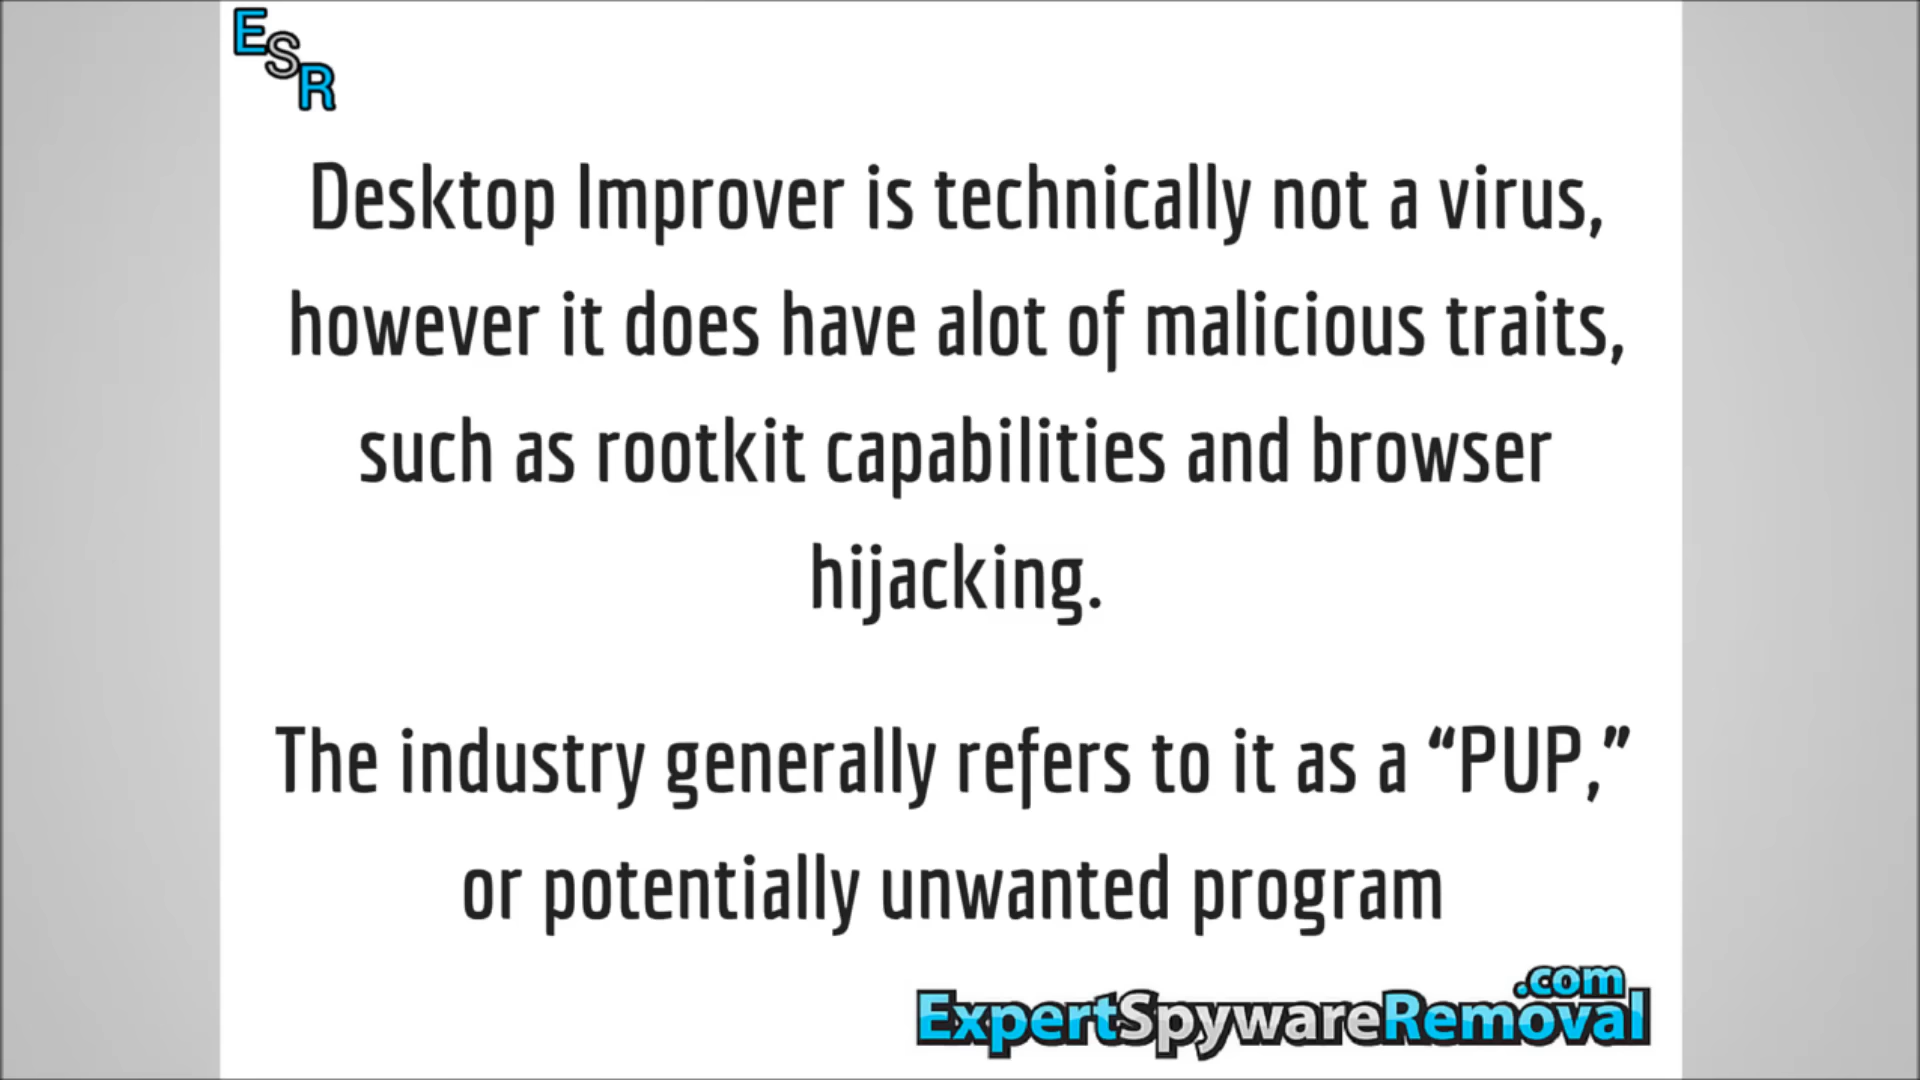 ESR
Desktop Improver is technically not a virus,
however it does have alot of malicious traits,
such as rootkit capabilities and browser
hijacking.
The industry generally refers to it as a “PUP,”
or potentially unwanted program
.com
ExpertSpywareRemoval